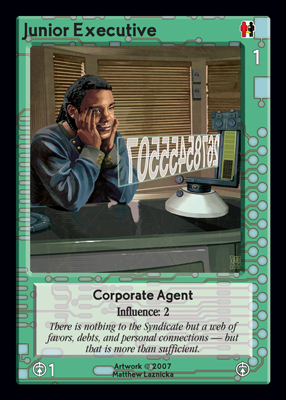 Junior Executive
1
Corporate Agent
Influence: 2
There is nothing to the Syndicate but a web of
favors, debts, and personal connections — but
that is more than sufficient.
1
Artwork © 2007
Matthew Laznicka
1